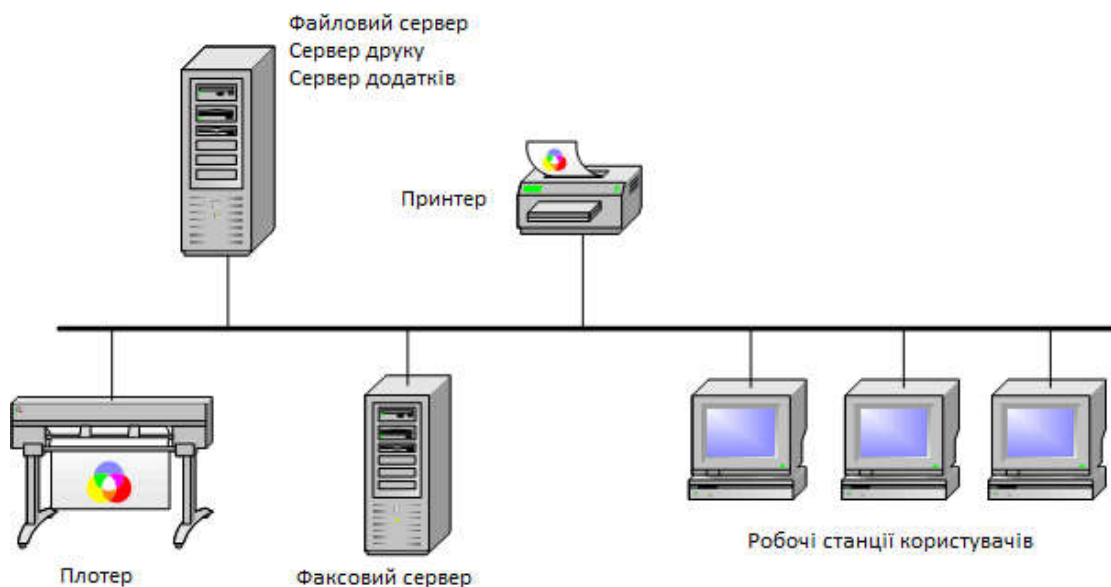 Файловий сервер
Сервер друку
Сервер додатків
Принтер
Плотер
Факсовий сервер
Робочі станції користувачів